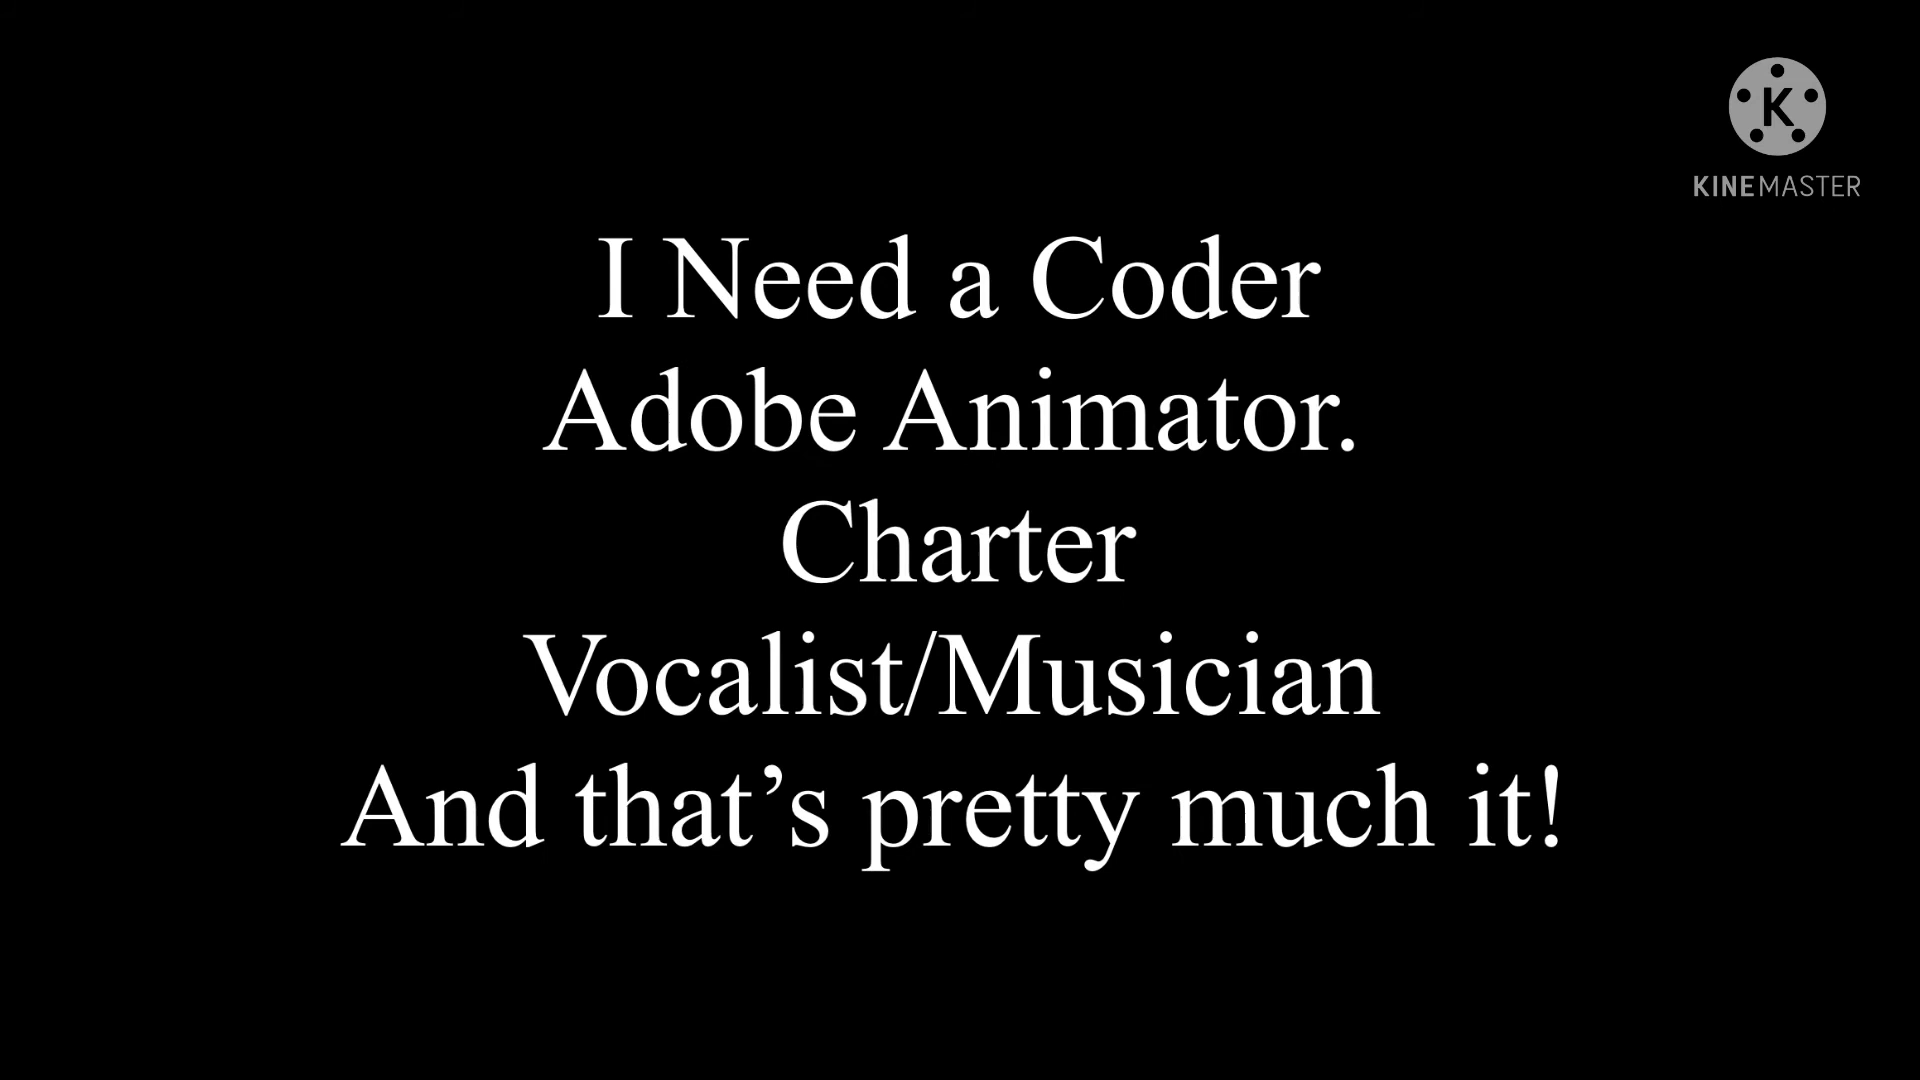 K
KINEMASTER
I Need a Coder
Adobe Animator.
Charter
Vocalist/Musician
And that’s pretty much it!